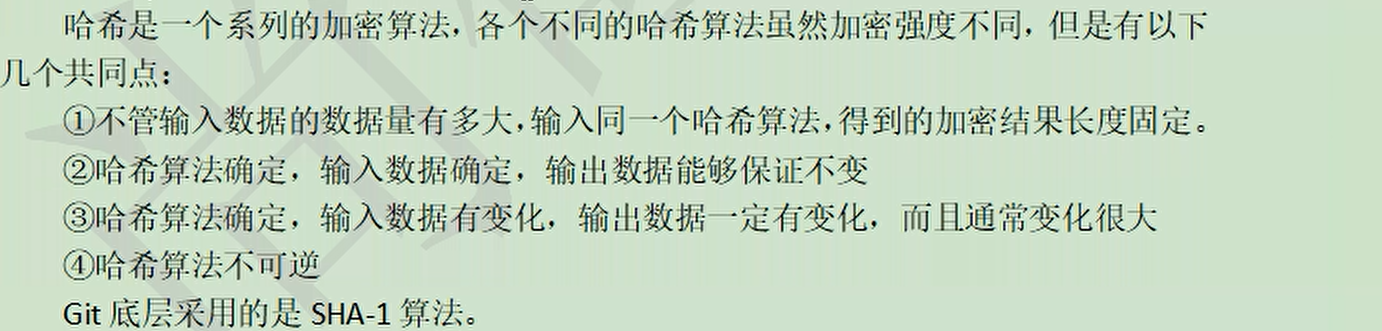 哈希是一个系列的加密算法，各个不同的哈希算法虽然加密强度不同，但是有以下
几个共同点：
①不管输入数据的数据量有多大，输入同一个哈希算法，得到的加密结果长度固定。
②哈希算法确定，输入数据确定，输出数据能够保证不变
③哈希算法确定，输入数据有变化，输出数据一定有变化，而且通常变化很大
④哈希算法不可逆
Git 底层采用的是 SHA-1 算法。